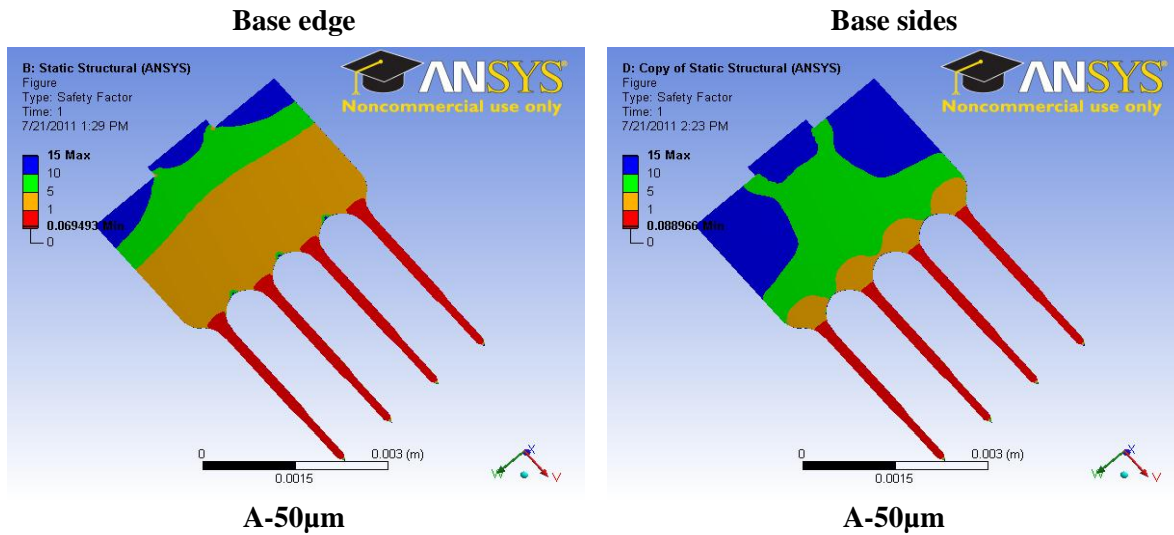 Base edge
Base sides
B: Static Structural (ANSYS)
Figure
Type: Safety Factor
Time: 1
7/21/2011 1:29 PM
ANSYS
Noncommercial use only
15 Max
10
5
1
0.069493 Min
0
0
0.003 (m)
0.0015
W
X
V
A-50µm
D: Copy of Static Structural (ANSYS)
Figure
Type: Safety Factor
Time: 1
7/21/2011 2:23 PM
ANSYS
Noncommercial use only
15 Max
10
5
1
0.088966 Min
0
0
0.003 (m)
0.0015
W
X
V
A-50µm